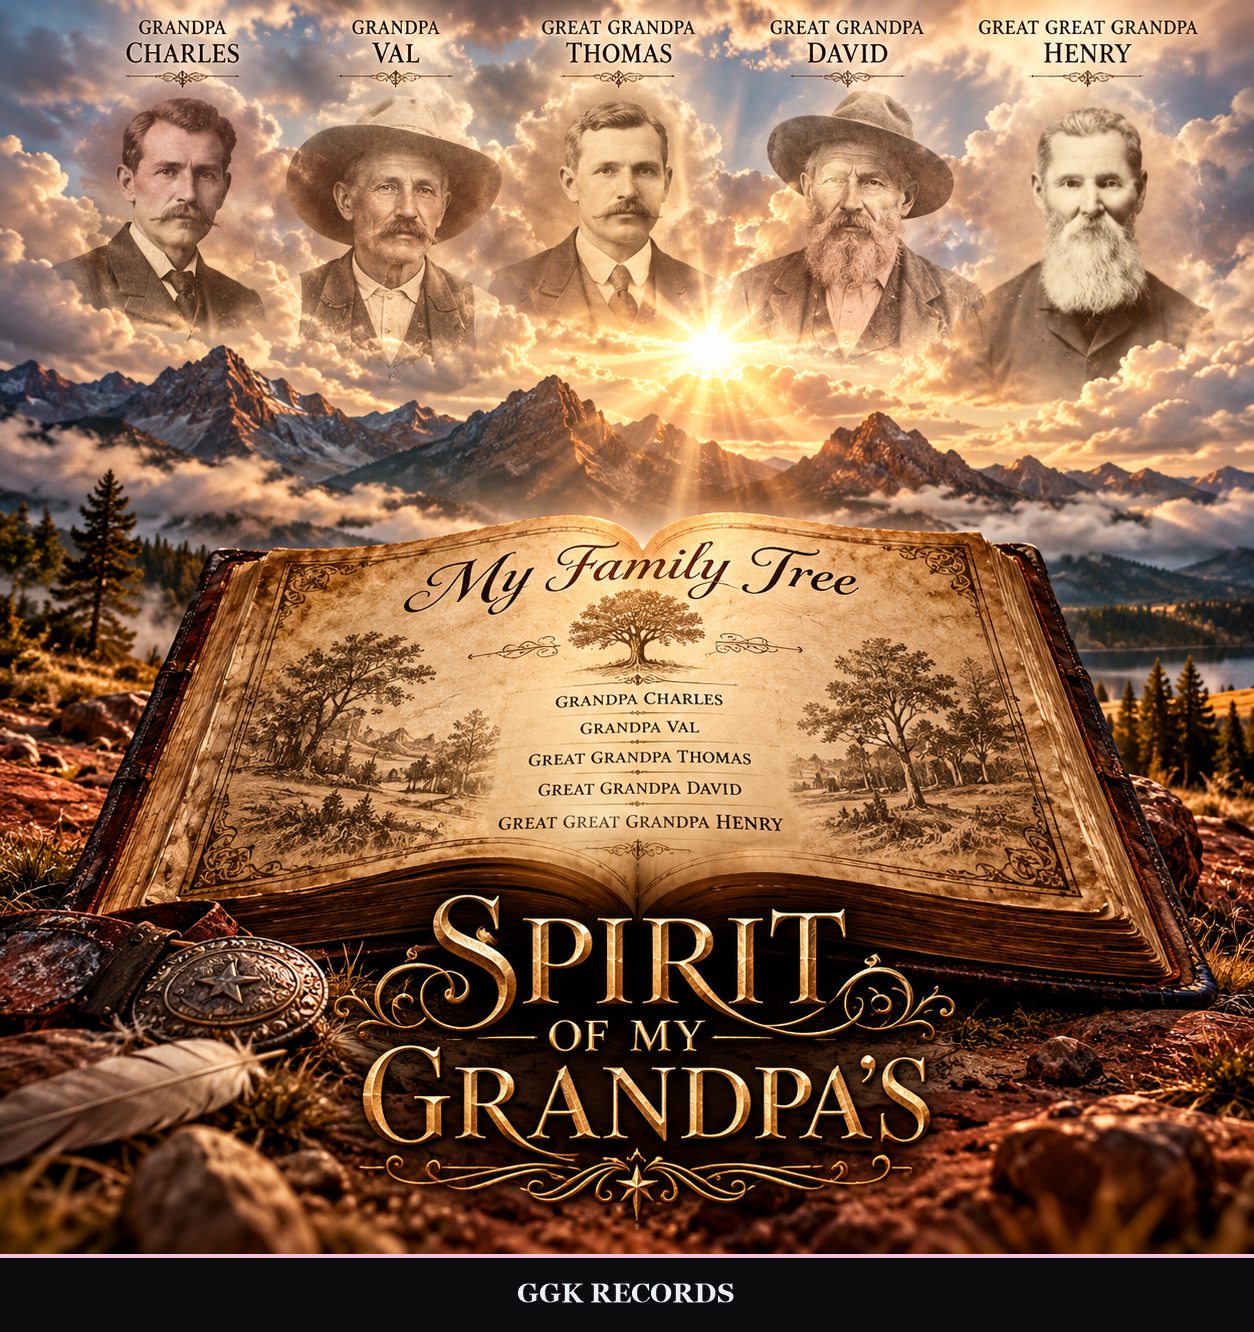 GRANDPA
CHARLES
GRANDPA
VAL
GREAT GRANDPA
THOMAS
GREAT GRANDPA
DAVID
GREAT GREAT GRANDPA
HENRY
My Family Tree
GRANDPA CHARLES
GRANDPA VAL
GREAT GRANDPA THOMAS
GREAT GRANDPA DAVID
GREAT GREAT GRANDPA HENRY
SPIRIT
OF MY
GRANDPA'S
GGK RECORDS